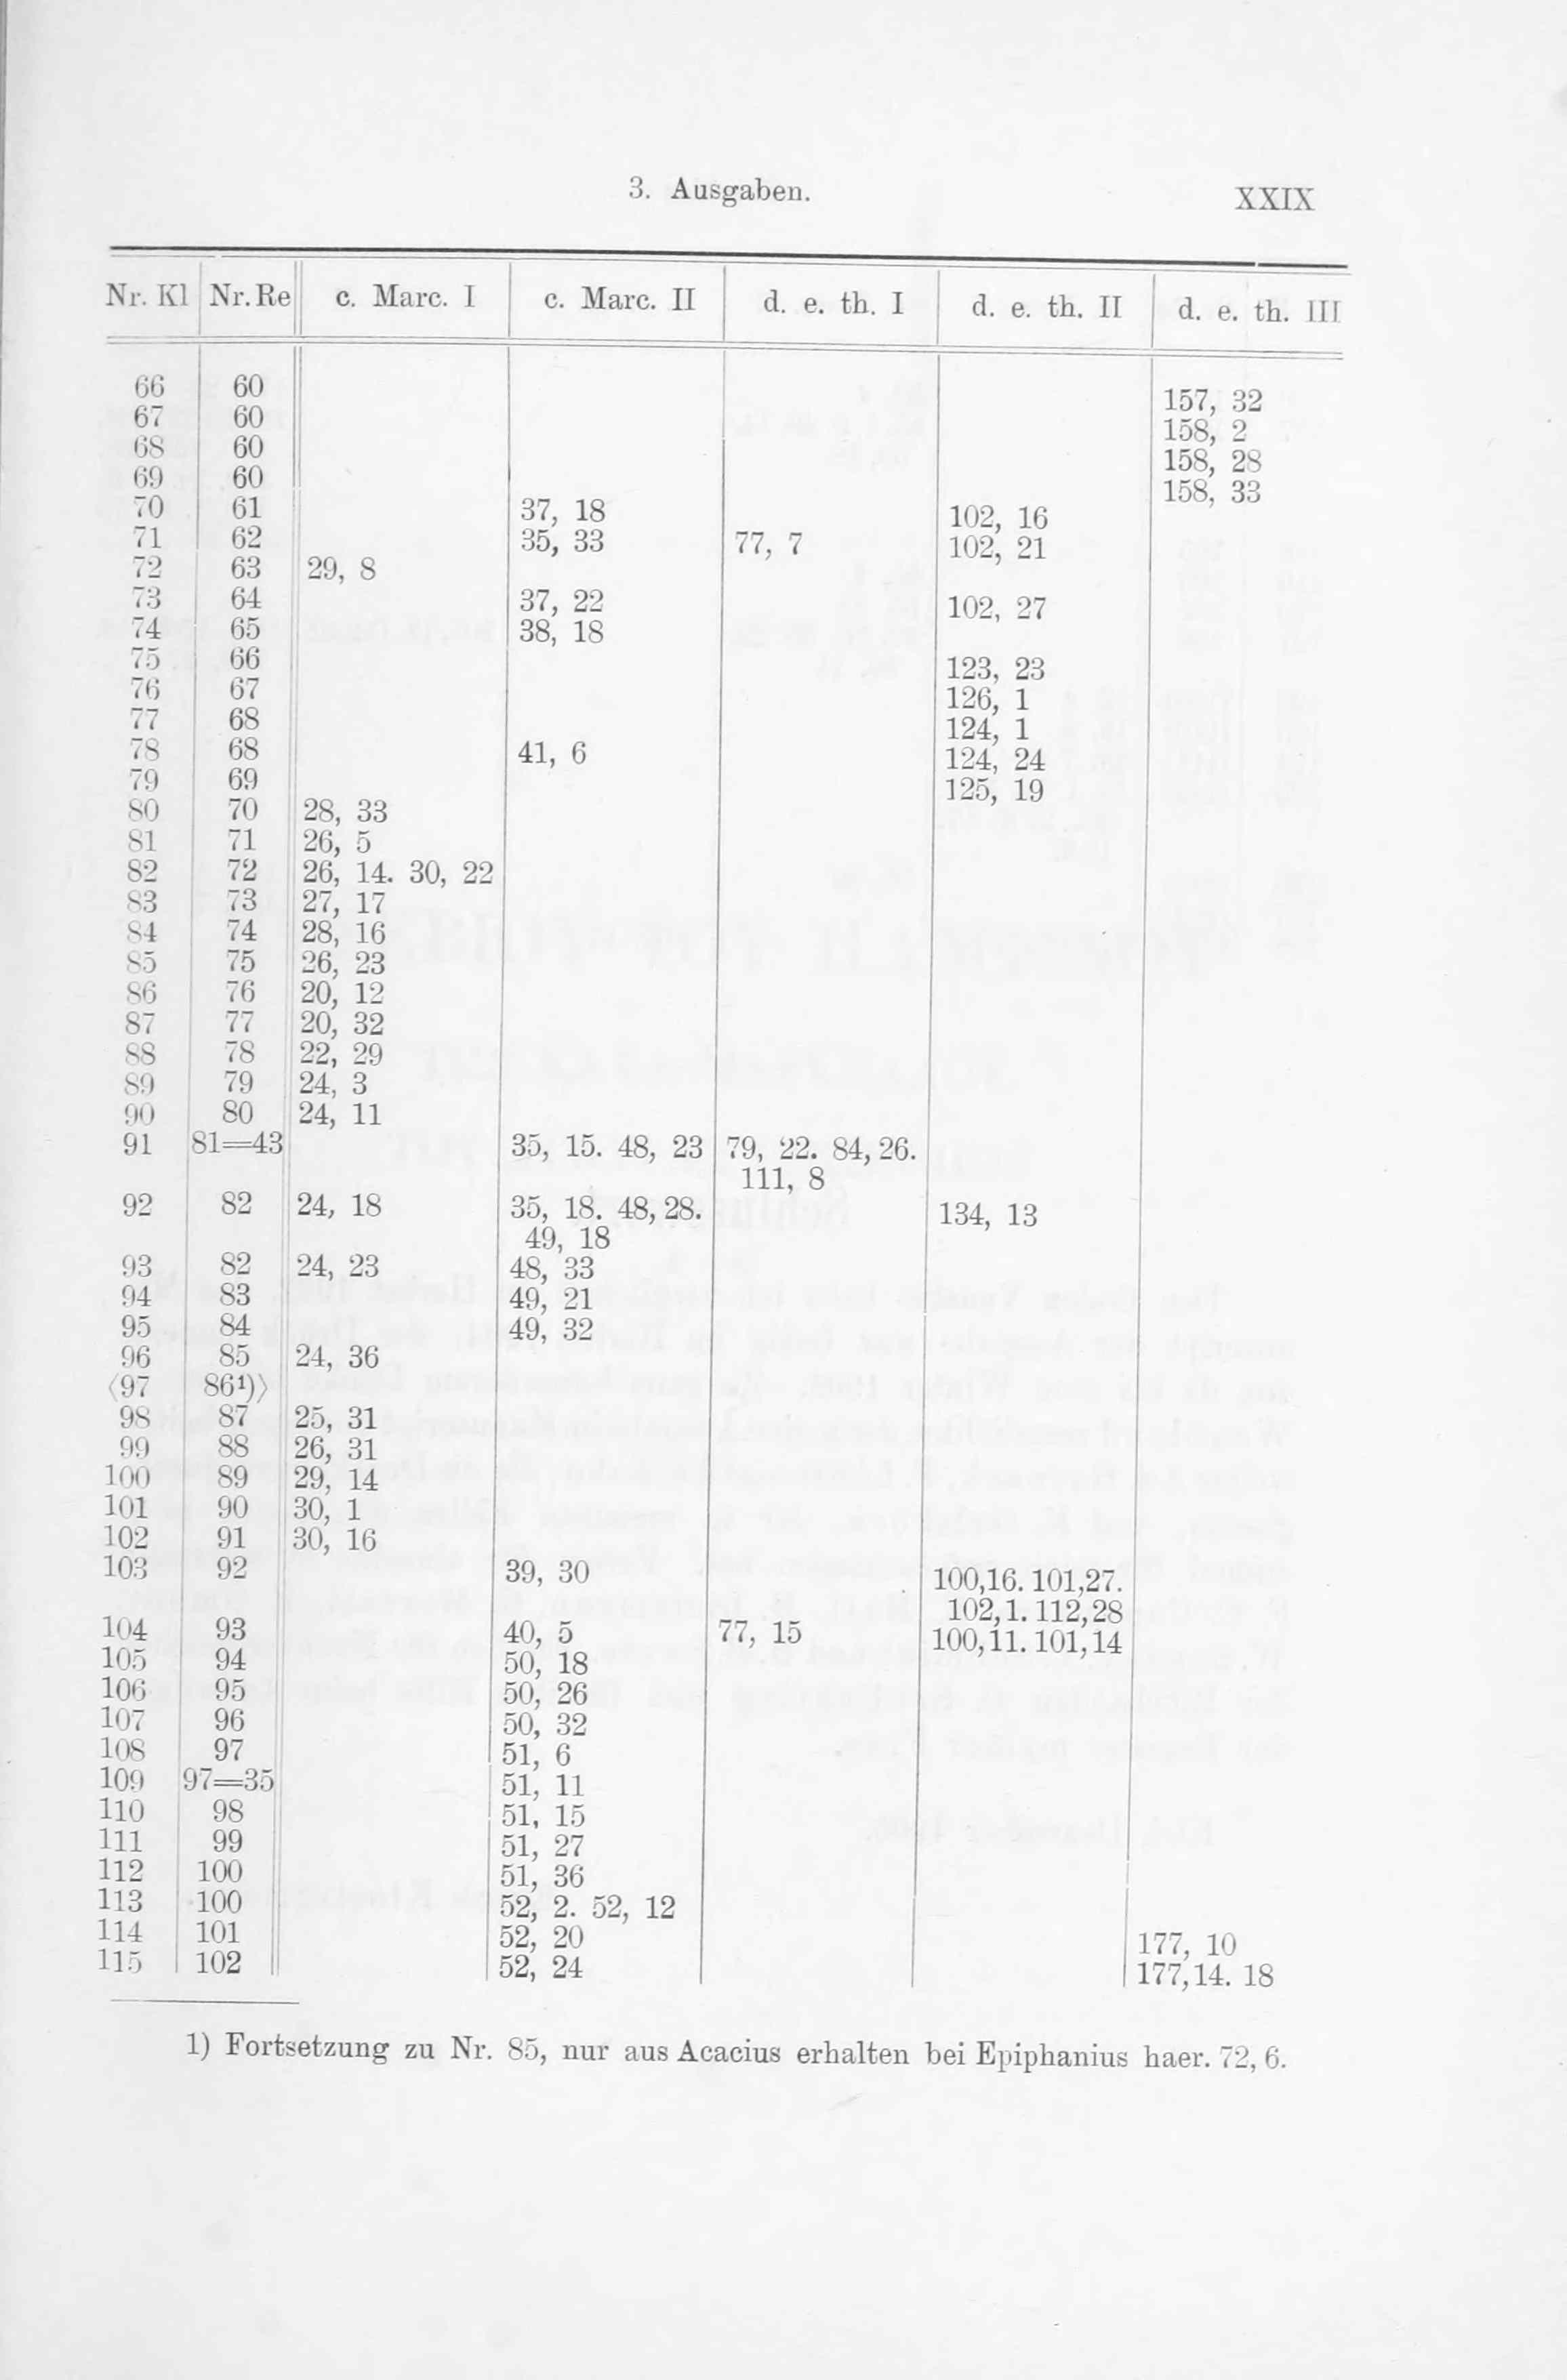 3. Ausgaben. XXIX
Nr. Kl Nr. Re c. Marc. I c. Marc. II d. e. th. I d. e. th. II d. e. th. III
66 60 157, 32
67 60 158, 2
68 60 158, 28
69 60 158, 33
70 61 37, 18 102, 16
71 62 35, 33 77, 7 102, 21
72 63 29, 8
73 64 37, 22 102, 27
74 65 38, 18
75 66 123, 23
76 67 126, 1
77 68 124, 1
78 68 41, 6 124, 24
79 69 125, 19
80 70 28, 33
81 71 26, 5
82 72 26, 14. 30, 22
83 73 27, 17
84 74 28, 16
85 75 26, 23
86 76 20, 12
87 77 20, 32
88 78 22, 29
89 79 24, 3
90 80 24, 11
91 81=43 35, 15. 48, 23 79, 22. 84, 26.
111, 8
92 82 24, 18 35, 18. 48, 28. 134, 13
49, 18
93 82 24, 23 48, 33
94 83 49, 21
95 84 49, 32
96 85 24, 36
⟨97 86¹)⟩
98 87 25, 31
99 88 26, 31
100 89 29, 14
101 90 30, 1
102 91 30, 16
103 92 39, 30 100, 16. 101, 27.
102, 1. 112, 28
104 93 40, 5 77, 15 100, 11. 101, 14
105 94 50, 18
106 95 50, 26
107 96 50, 32
108 97 51, 6
109 97=35 51, 11
110 98 51, 15
111 99 51, 27
112 100 51, 36
113 100 52, 2. 52, 12
114 101 52, 20 177, 10
115 102 52, 24 177, 14. 18
1) Fortsetzung zu Nr. 85, nur aus Acacius erhalten bei Epiphanius haer. 72, 6.